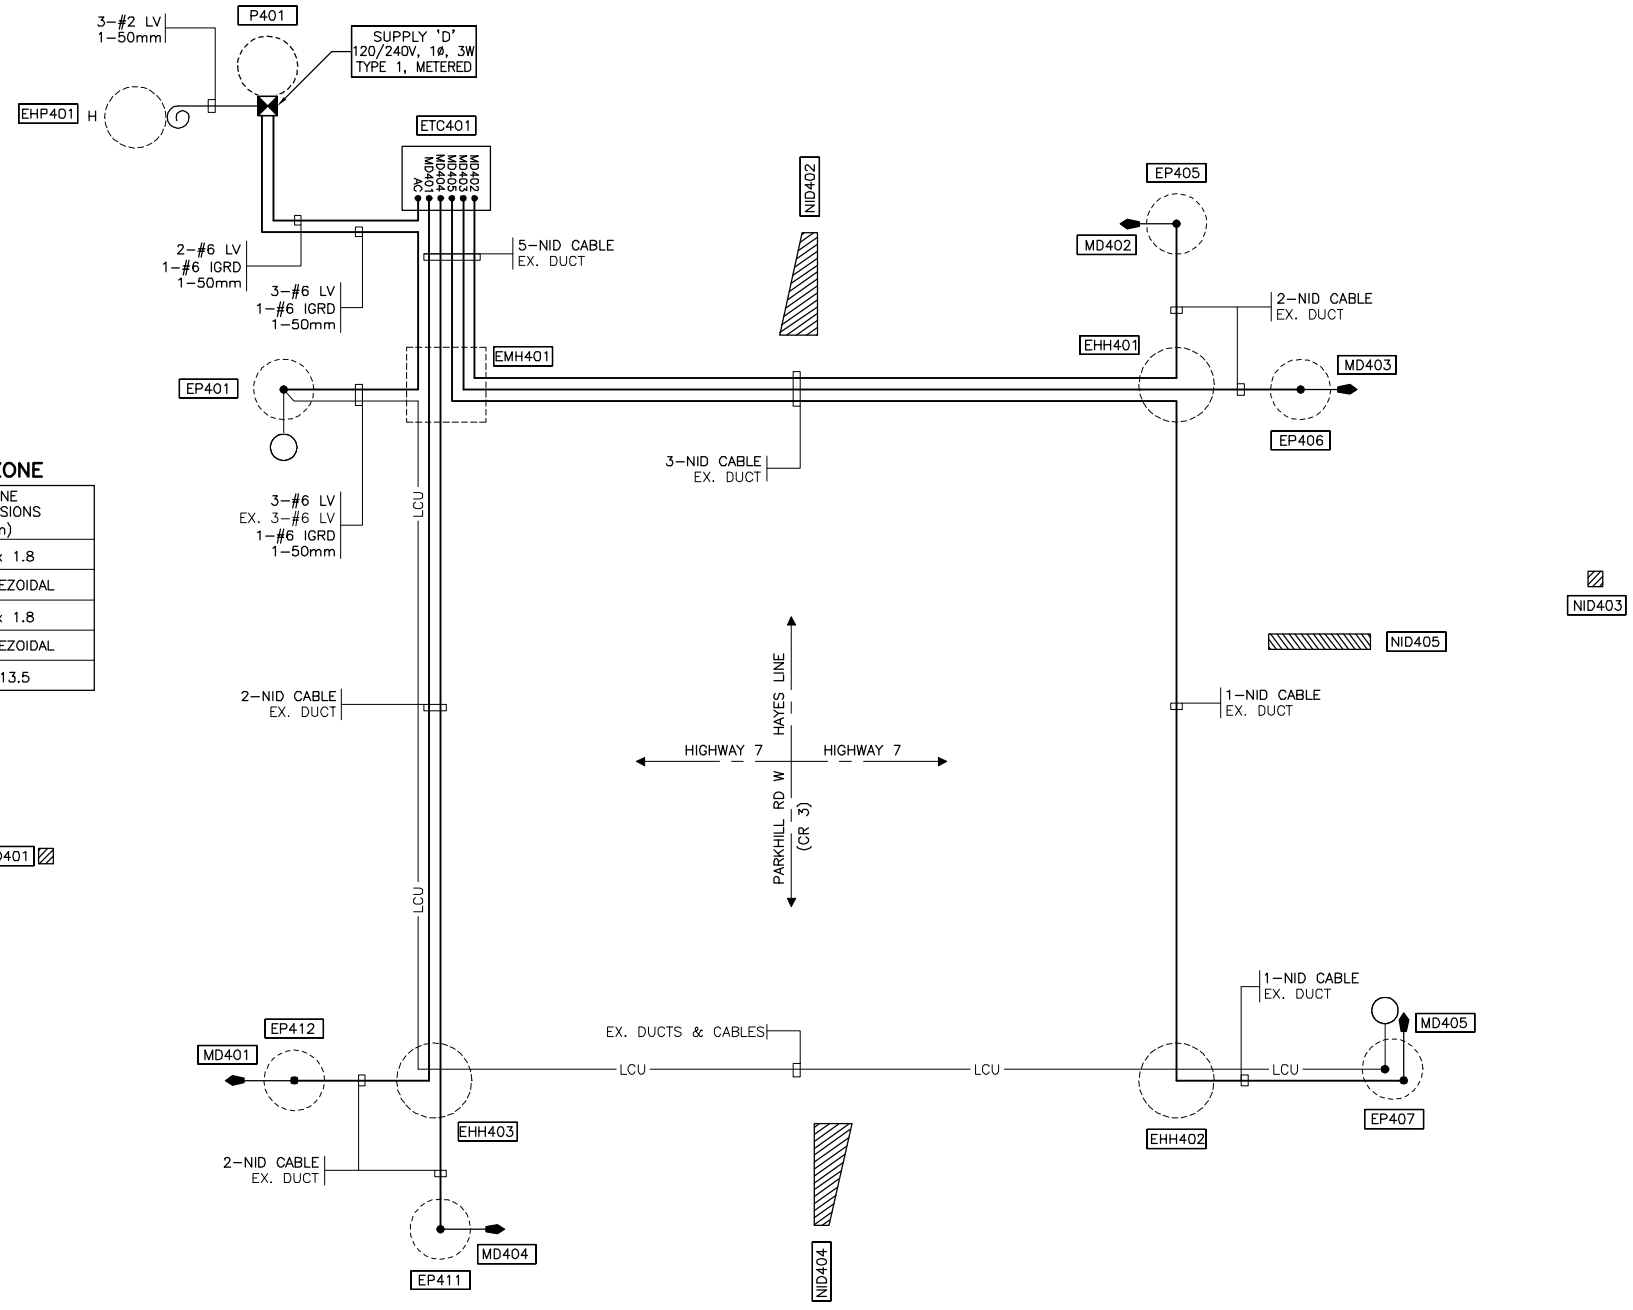 3-#2 LV
1-50mm
P401
SUPPLY 'D'
120/240V, 1Ø, 3W
TYPE 1, METERED
EHP401
H
ETC401
AC
MD401
MD404
MD405
MD403
MD402
NID402
EP405
MD402
2-#6 LV
1-#6 IGRD
1-50mm
3-#6 LV
1-#6 IGRD
1-50mm
5-NID CABLE
EX. DUCT
2-NID CABLE
EX. DUCT
EMH401
EHH401
MD403
EP401
EP406
3-NID CABLE
EX. DUCT
3-#6 LV
EX. 3-#6 LV
1-#6 IGRD
1-50mm
LCU
ZONE
NE
SIONS
n)
x 1.8
EZOIDAL
x 1.8
EZOIDAL
13.5
NID403
NID405
2-NID CABLE
EX. DUCT
1-NID CABLE
EX. DUCT
HAYES LINE
HIGHWAY 7
HIGHWAY 7
PARKHILL RD W
(CR 3)
D401
LCU
1-NID CABLE
EX. DUCT
EP412
MD401
EX. DUCTS & CABLES
MD405
LCU
LCU
LCU
EP407
EHH403
EHH402
2-NID CABLE
EX. DUCT
MD404
EP411
NID404